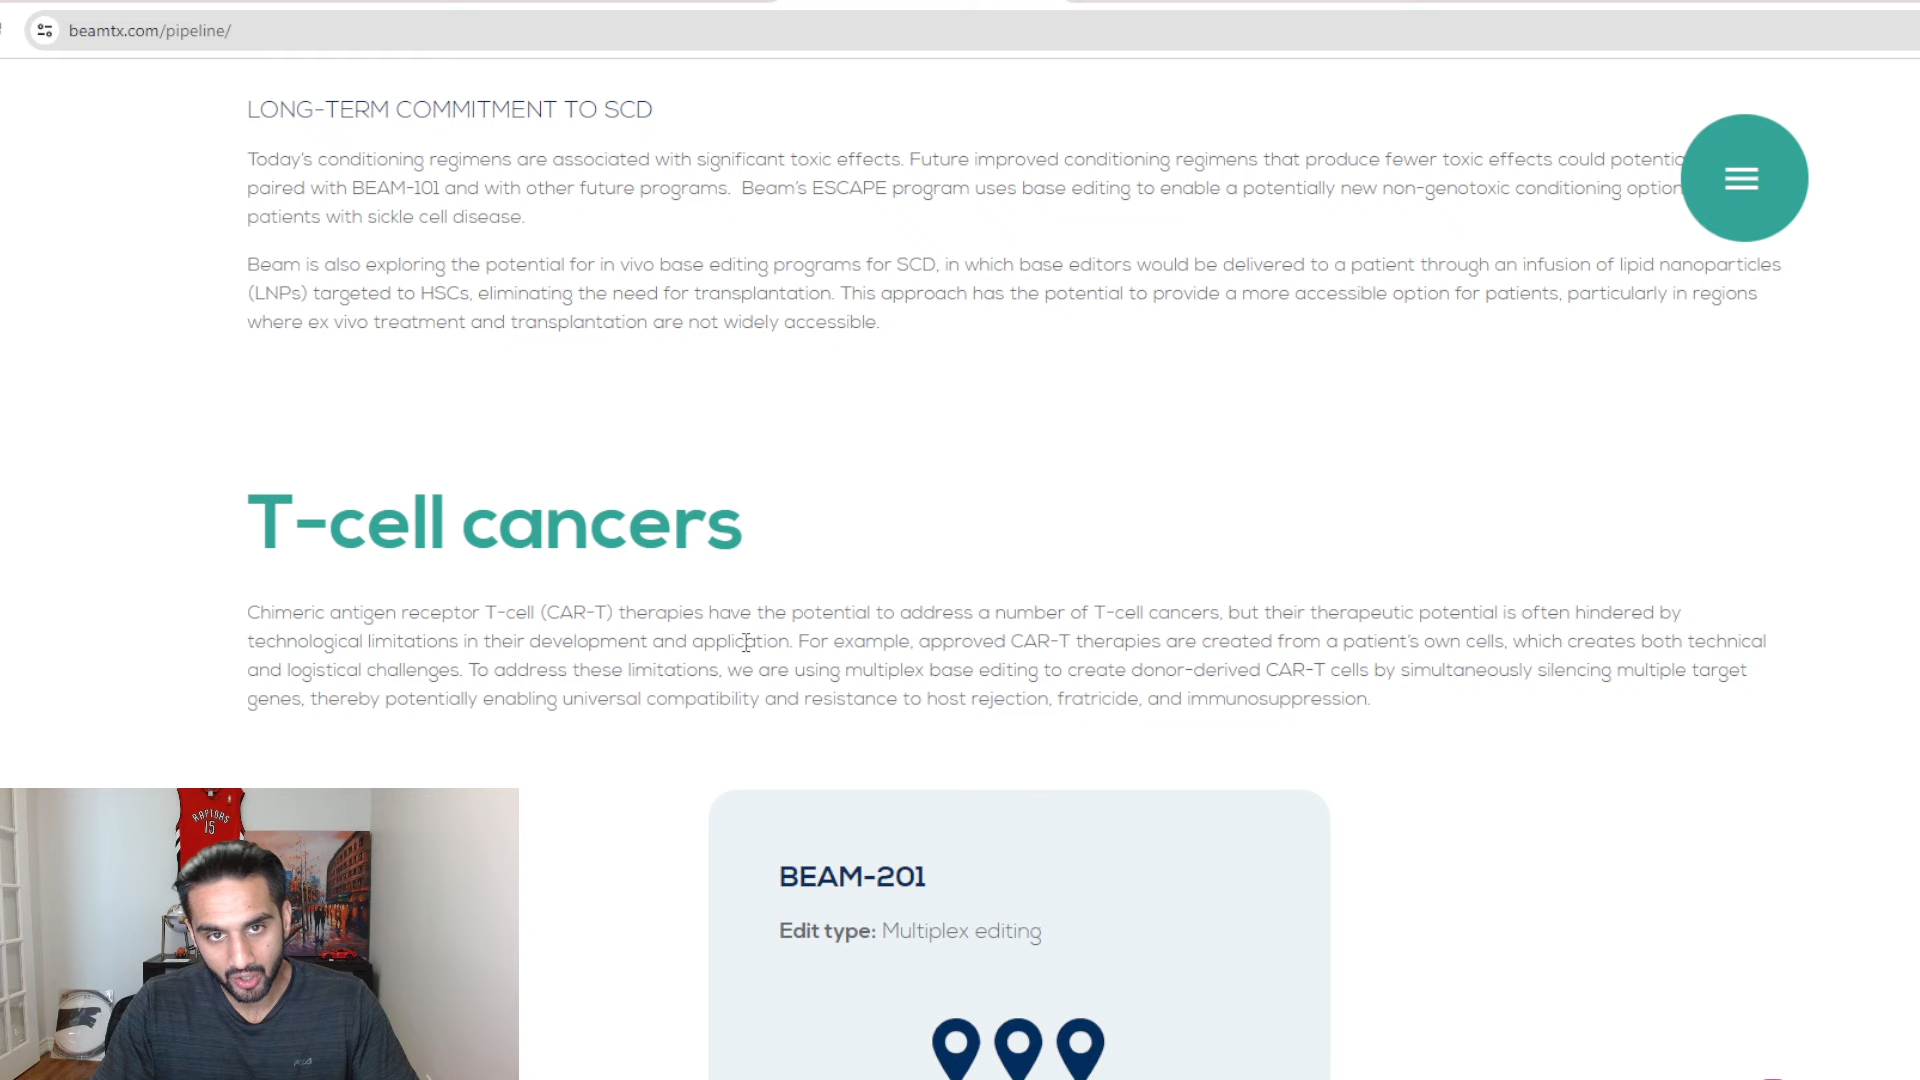 beamtx.com/pipeline/
LONG-TERM COMMITMENT TO SCD
Today's conditioning regimens are associated with significant toxic effects. Future improved conditioning regimens that produce fewer toxic effects could
paired with BEAM-101 and with other future programs. Beam's ESCAPE program uses base editing to enable a potentially new non-genotoxic conditioning option
patients with sickle cell disease.
Beam is also exploring the potential for in vivo base editing programs for SCD, in which base editors would be delivered to a patient through an infusion of lipid nanoparticles
(LNPs) targeted to HSCs, eliminating the need for transplantation. This approach has the potential to provide a more accessible option for patients, particularly in regions
where ex vivo treatment and transplantation are not widely accessible.
T-cell cancers
Chimeric antigen receptor T-cell (CAR-T) therapies have the potential to address a number of T-cell cancers, but their therapeutic potential is often hindered by
technological limitations in their development and application. For example, approved CAR-T therapies are created from a patient's own cells, which creates both technical
and logistical challenges. To address these limitations, we are using multiplex base editing to create donor-derived CAR-T cells by simultaneously silencing multiple target
genes, thereby potentially enabling universal compatibility and resistance to host rejection, fratricide, and immunosuppression.
BEAM-201
Edit type: Multiplex editing
RAPTORS
15